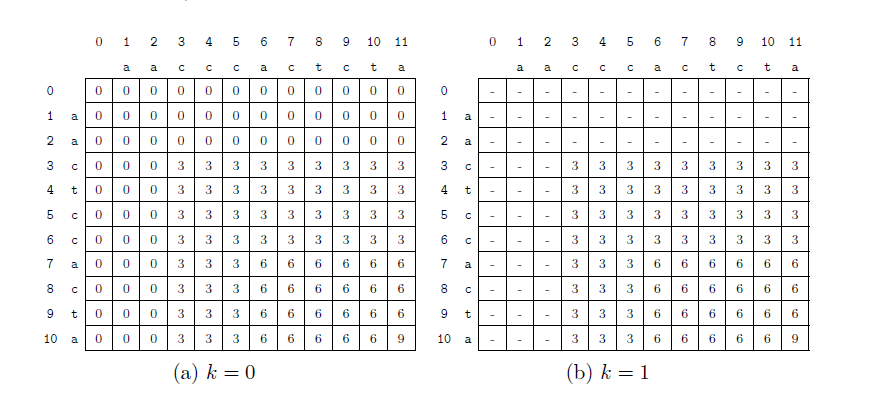 0 1 2 3 4 5 6 7 8 9 10 11
a a c c c a c t c t a
0 0 0 0 0 0 0 0 0 0 0 0 0
1 a 0 0 0 0 0 0 0 0 0 0 0 0
2 a 0 0 0 0 0 0 0 0 0 0 0 0
3 c 0 0 0 3 3 3 3 3 3 3 3 3
4 t 0 0 0 3 3 3 3 3 3 3 3 3
5 c 0 0 0 3 3 3 3 3 3 3 3 3
6 c 0 0 0 3 3 3 3 3 3 3 3 3
7 a 0 0 0 3 3 3 6 6 6 6 6 6
8 c 0 0 0 3 3 3 6 6 6 6 6 6
9 t 0 0 0 3 3 3 6 6 6 6 6 6
10 a 0 0 0 3 3 3 6 6 6 6 6 9
(a) k = 0
0 1 2 3 4 5 6 7 8 9 10 11
a a c c c a c t c t a
0 - - - - - - - - - - - -
1 a - - - - - - - - - - - -
2 a - - - - - - - - - - - -
3 c - - - 3 3 3 3 3 3 3 3 3
4 t - - - 3 3 3 3 3 3 3 3 3
5 c - - - 3 3 3 3 3 3 3 3 3
6 c - - - 3 3 3 3 3 3 3 3 3
7 a - - - 3 3 3 6 6 6 6 6 6
8 c - - - 3 3 3 6 6 6 6 6 6
9 t - - - 3 3 3 6 6 6 6 6 6
10 a - - - 3 3 3 6 6 6 6 6 9
(b) k = 1